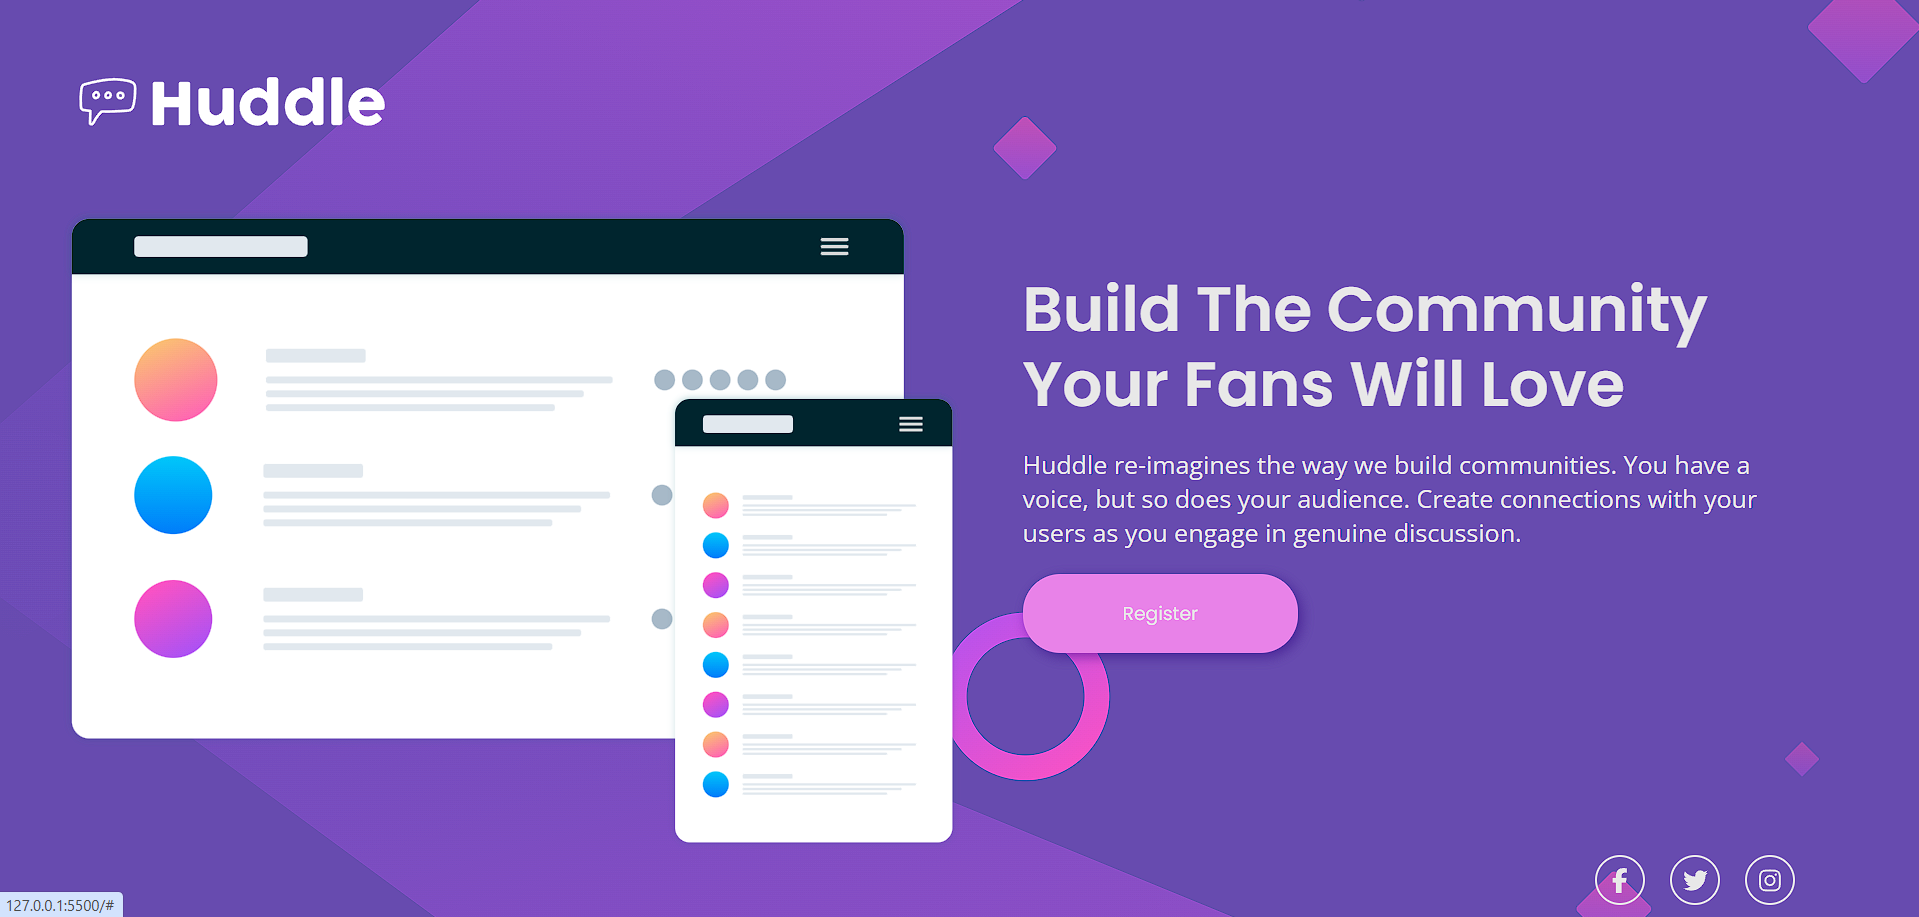 Huddle
Build The Community
Your Fans Will Love
Huddle re-imagines the way we build communities. You have a
voice, but so does your audience. Create connections with your
users as you engage in genuine discussion.
Register
127.0.0.1:5500/#